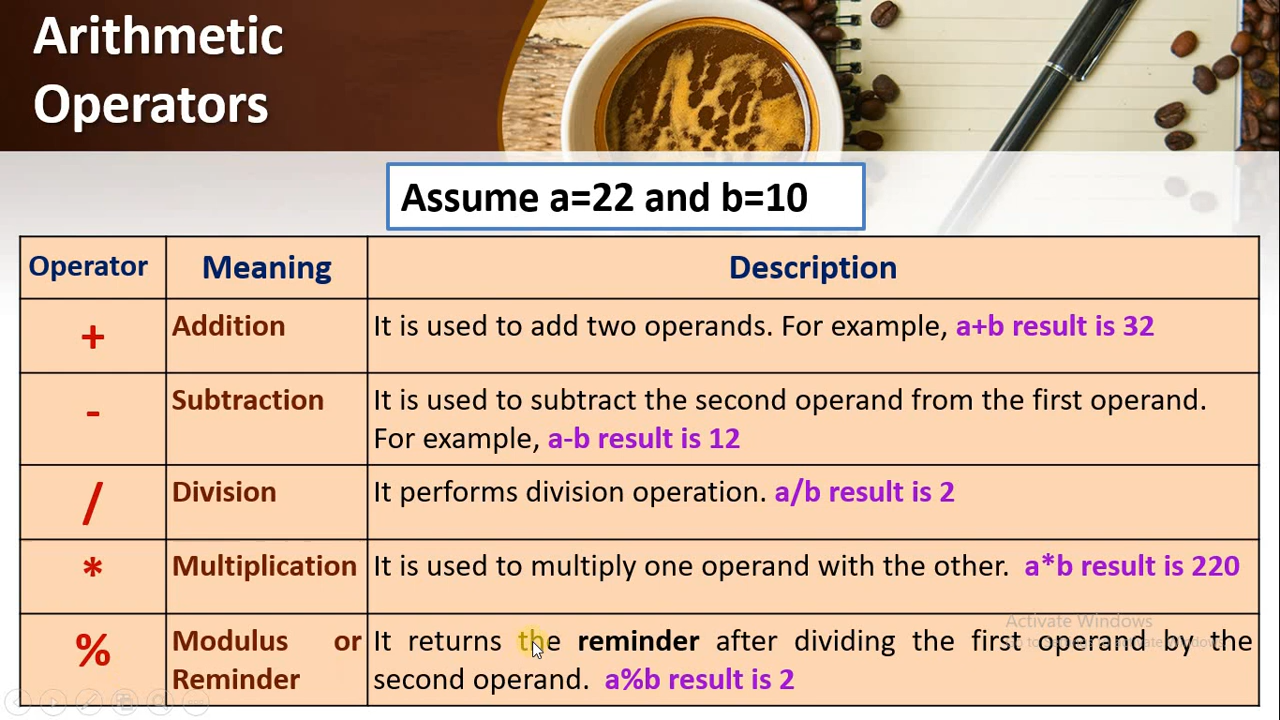 Arithmetic
Operators
Assume a=22 and b=10
Operator Meaning Description
+ Addition It is used to add two operands. For example, a+b result is 32
- Subtraction It is used to subtract the second operand from the first operand.
For example, a-b result is 12
/ Division It performs division operation. a/b result is 2
* Multiplication It is used to multiply one operand with the other. a*b result is 220
Activate Windows
% Modulus or It returns the reminder after dividing the first operand by the
Reminder second operand. a%b result is 2